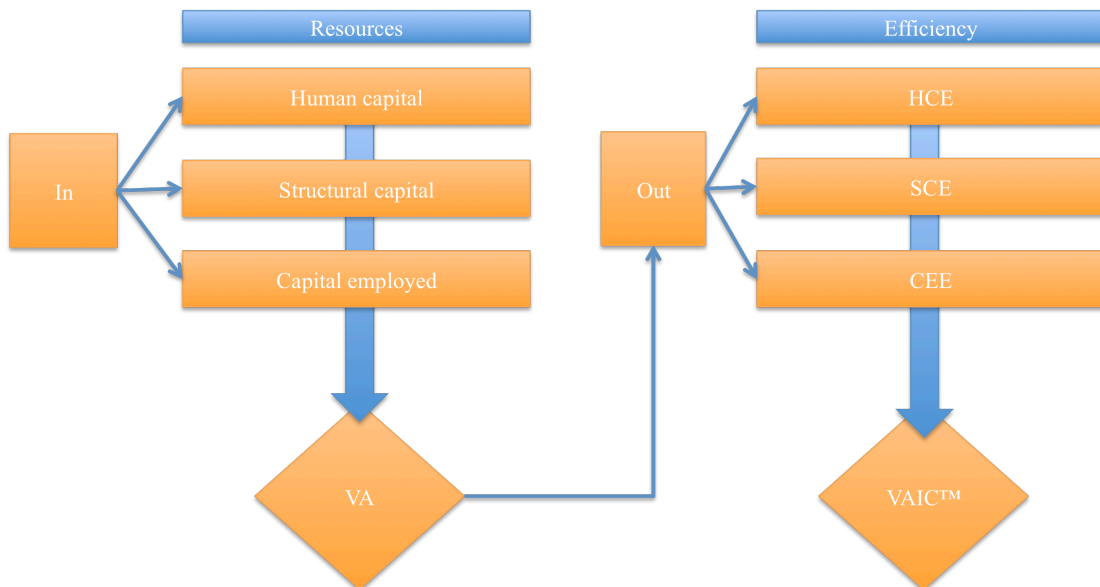 Resources
Efficiency
Human capital
HCE
In
Structural capital
Out
SCE
Capital employed
CEE
VA
VAIC™